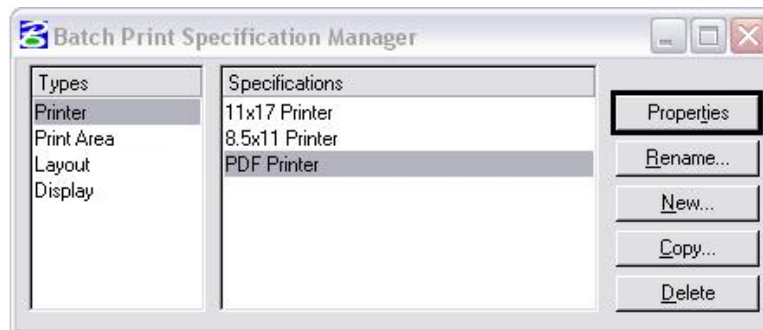 Batch Print Specification Manager
Types
Specifications
Printer
11x17 Printer
Properties
Print Area
8.5x11 Printer
Layout
PDF Printer
Rename...
Display
New...
Copy...
Delete